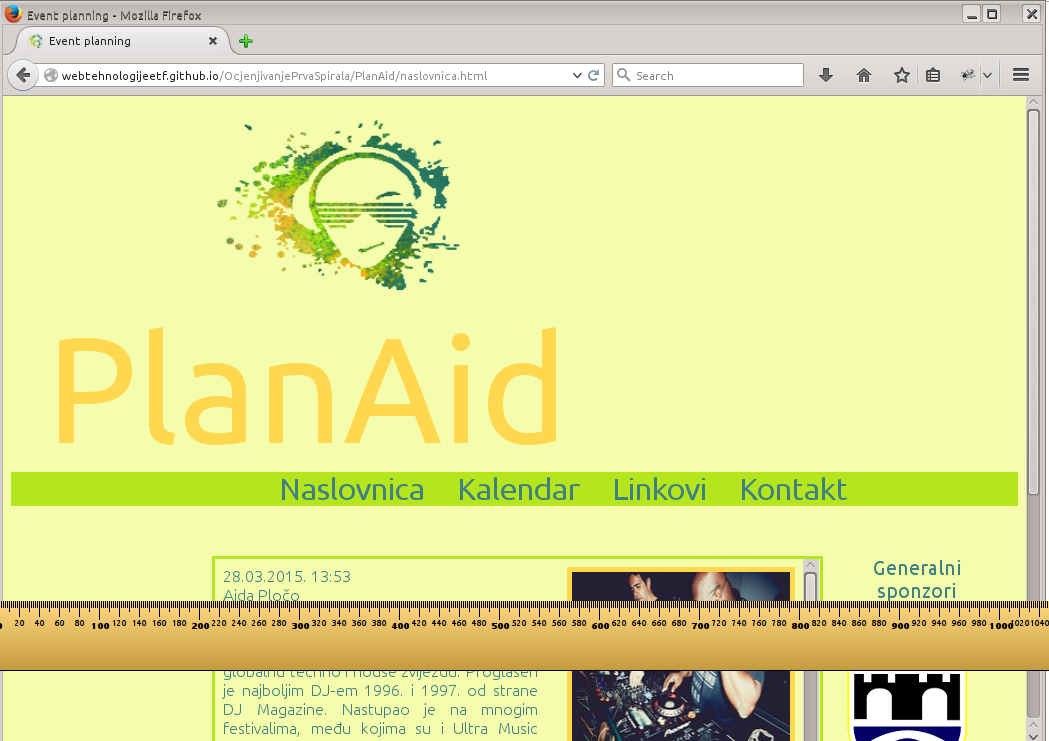 Event planning - Mozilla Firefox
Event planning
webtehnologijeetf.github.io/OcjenjivanjePrvaSpirala/PlanAid/naslovnica.html
Search
PlanAid
Naslovnica Kalendar Linkovi Kontakt
28.03.2015. 13:53
Ajda Pločo
Generalni
sponzori
20 40 60 80 100 120 140 160 180 200 220 240 260 280 300 320 340 360 380 400 420 440 460 480 500 520 540 560 580 600 620 640 660 680 700 720 740 760 780 800 820 840 860 880 900 920 940 960 980 1000 1020 1040
globalnu techno i house zvijezdu. Proglašen
je najboljim DJ-em 1996. i 1997. od strane
DJ Magazine. Nastupao je na mnogim
festivalima, među kojima su i Ultra Music